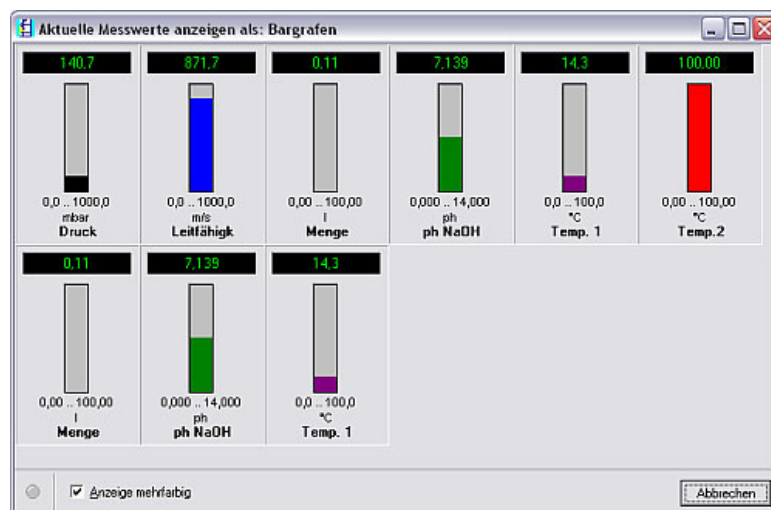 Aktuelle Messwerte anzeigen als: Bargrafen
140,7 871,7 0,11 7,139 14,3 100,00
0,0 .. 1000,0 0,0 .. 1000,0 0,00 .. 100,00 0,000 .. 14,000 0,0 .. 100,0 0,00 .. 100,00
mbar m/s l ph °C °C
Druck Leitfähigk Menge ph NaOH Temp. 1 Temp.2
0,11 7,139 14,3
0,00 .. 100,00 0,000 .. 14,000 0,0 .. 100,0
l ph °C
Menge ph NaOH Temp. 1
Anzeige mehrfarbig Abbrechen